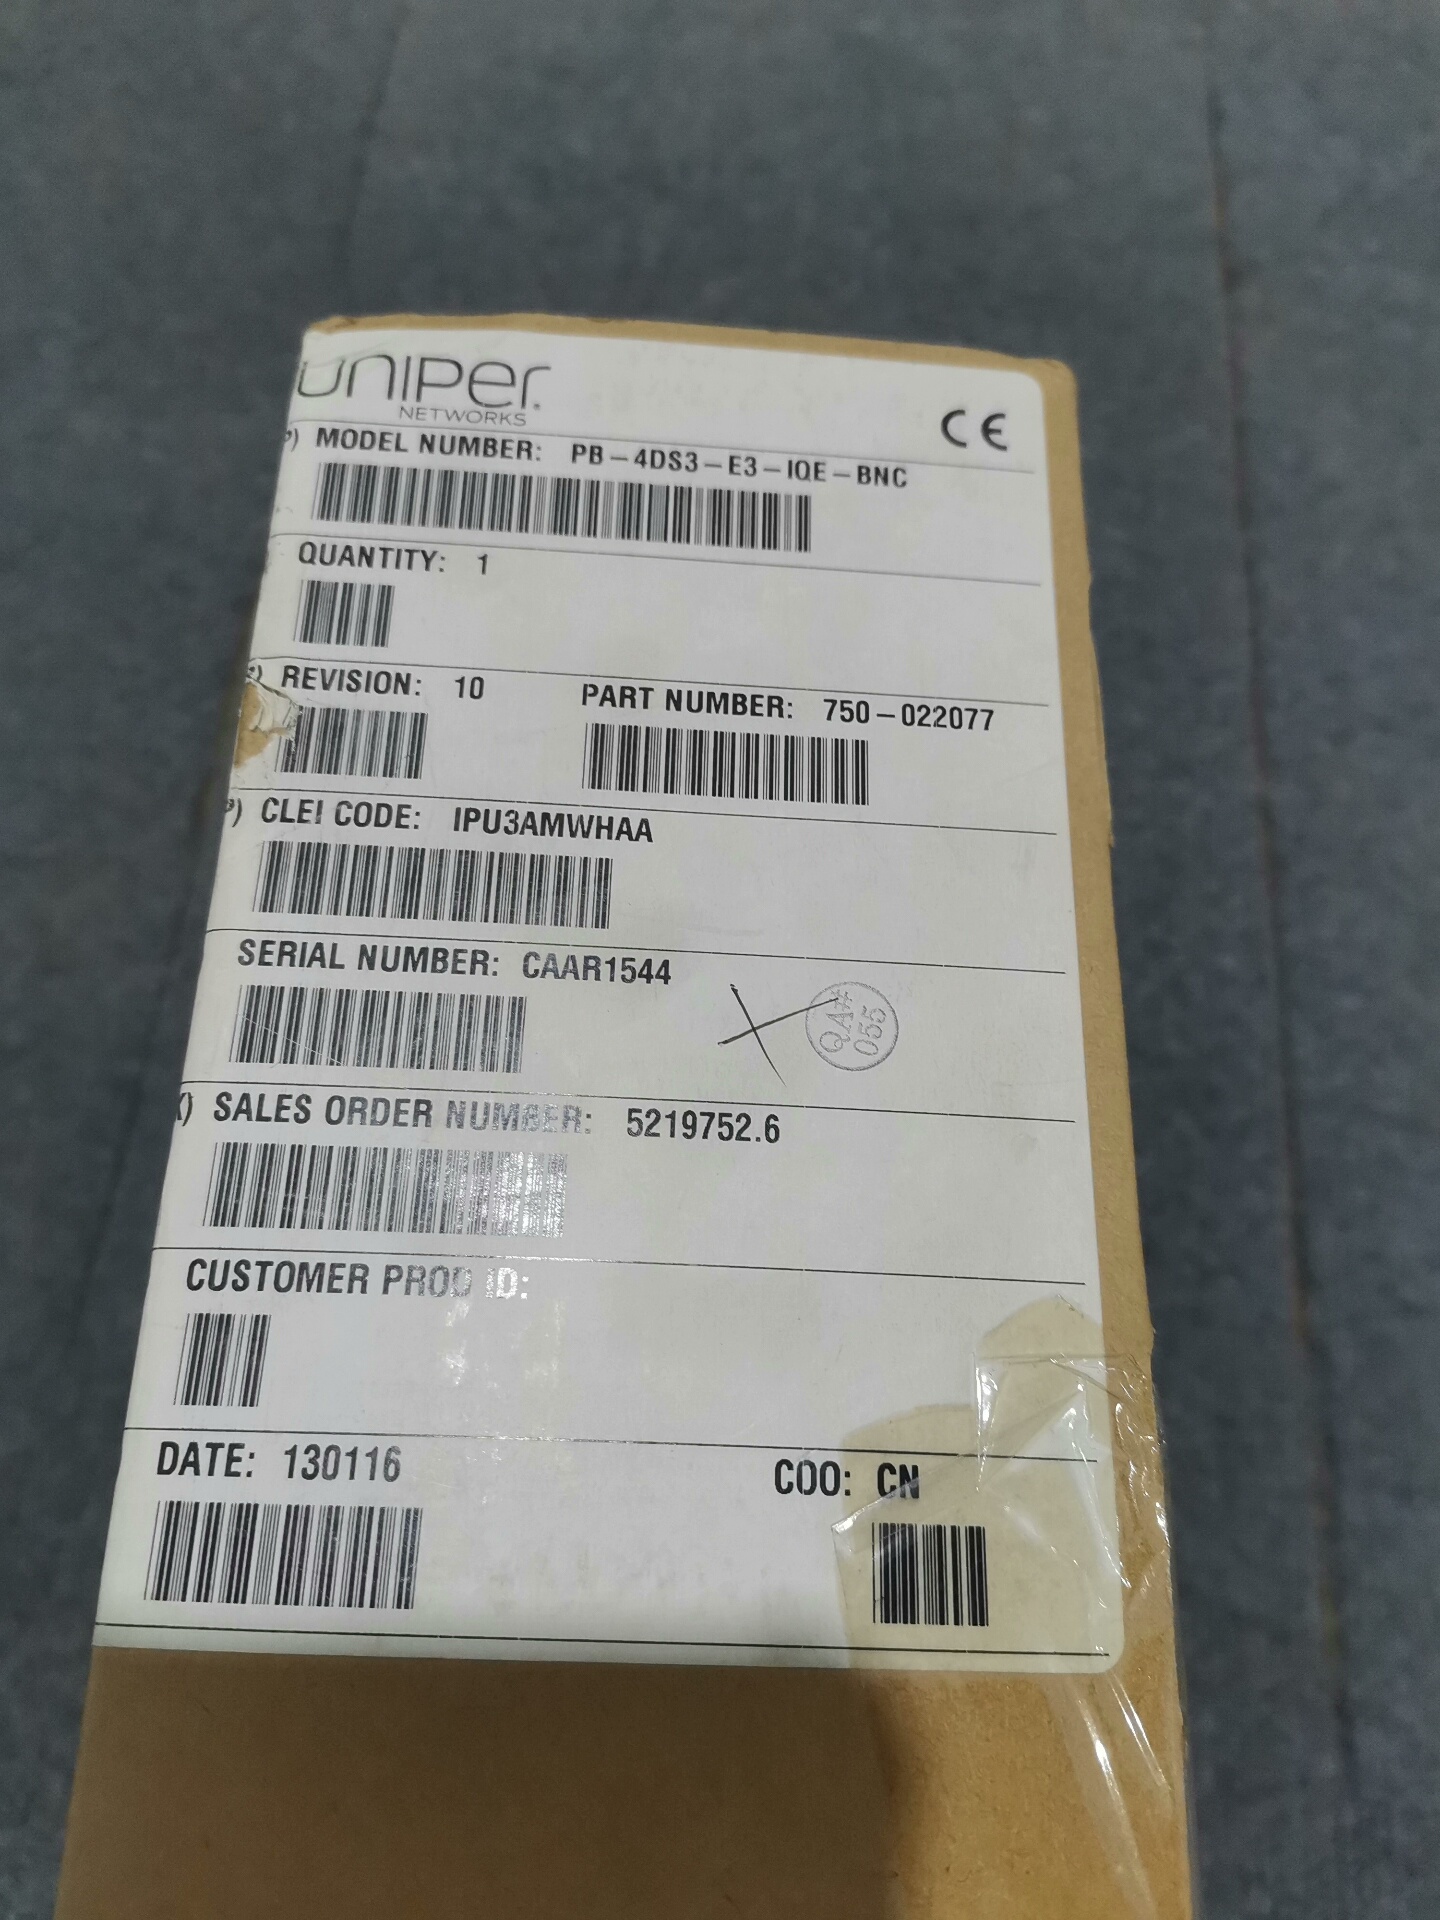 uniper
NETWORKS
CE
) MODEL NUMBER: PB-4DS3-E3-IQE-BNC
QUANTITY: 1
) REVISION: 10 PART NUMBER: 750-022077
) CLEI CODE: IPU3AMWHAA
SERIAL NUMBER: CAAR1544
QA#
055
) SALES ORDER NUMBER: 5219752.6
CUSTOMER PROD ID:
DATE: 130116 COO: CN